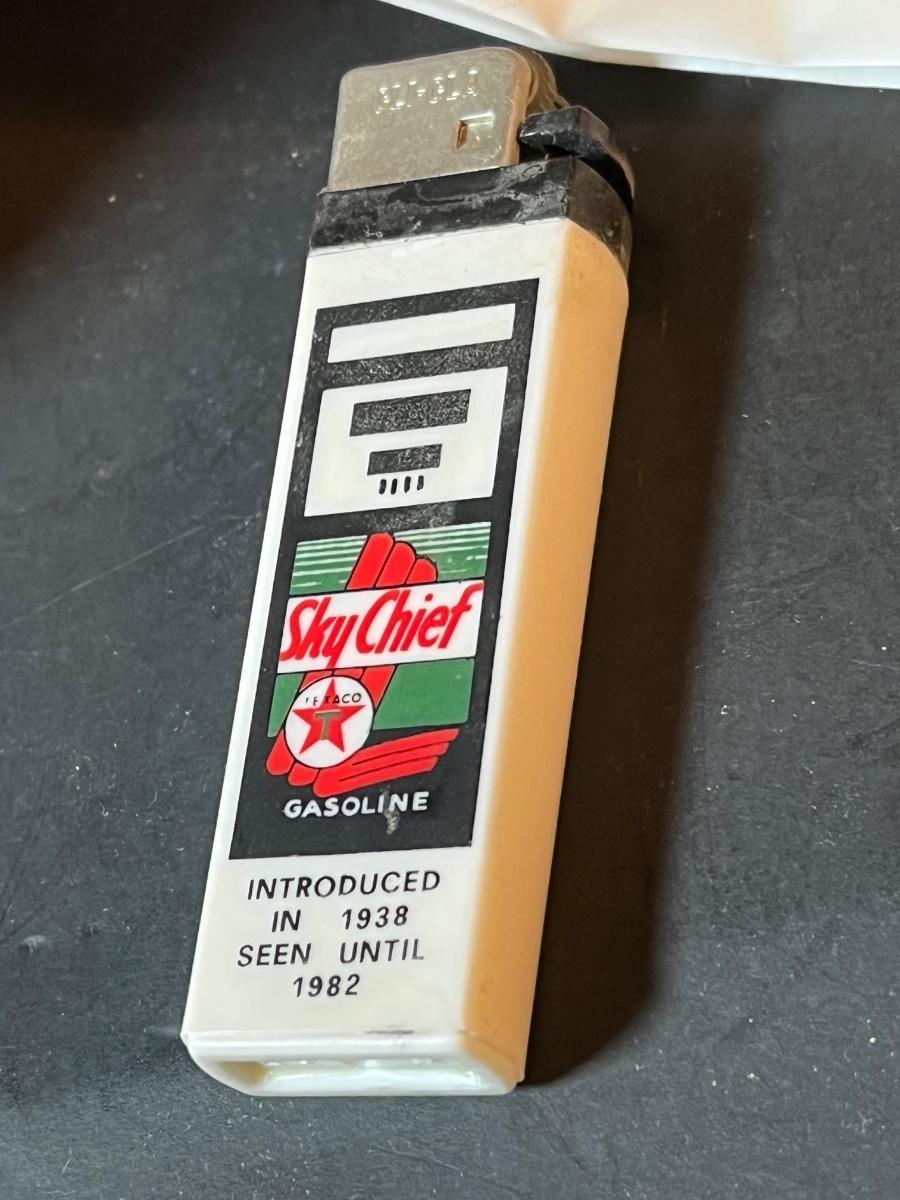 Sky Chief
TEXACO
T
GASOLINE
INTRODUCED
IN 1938
SEEN UNTIL
1982